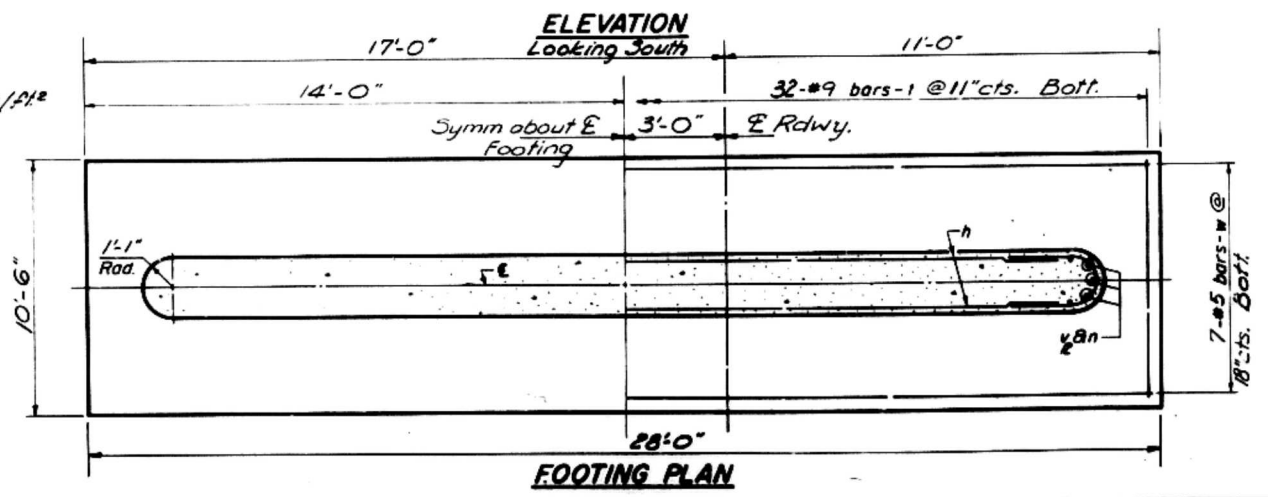 ELEVATION
Looking South
17'-0"
11'-0"
/ft²
14'-0"
32-#9 bars-t @ 11"cts. Bott.
Symm about ℄
Footing
3'-0"
℄ Rdwy.
10'-6"
1'-1"
Rad.
℄
h
7-#5 bars-w @
18"cts. Bott.
v & n
28'-0"
FOOTING PLAN